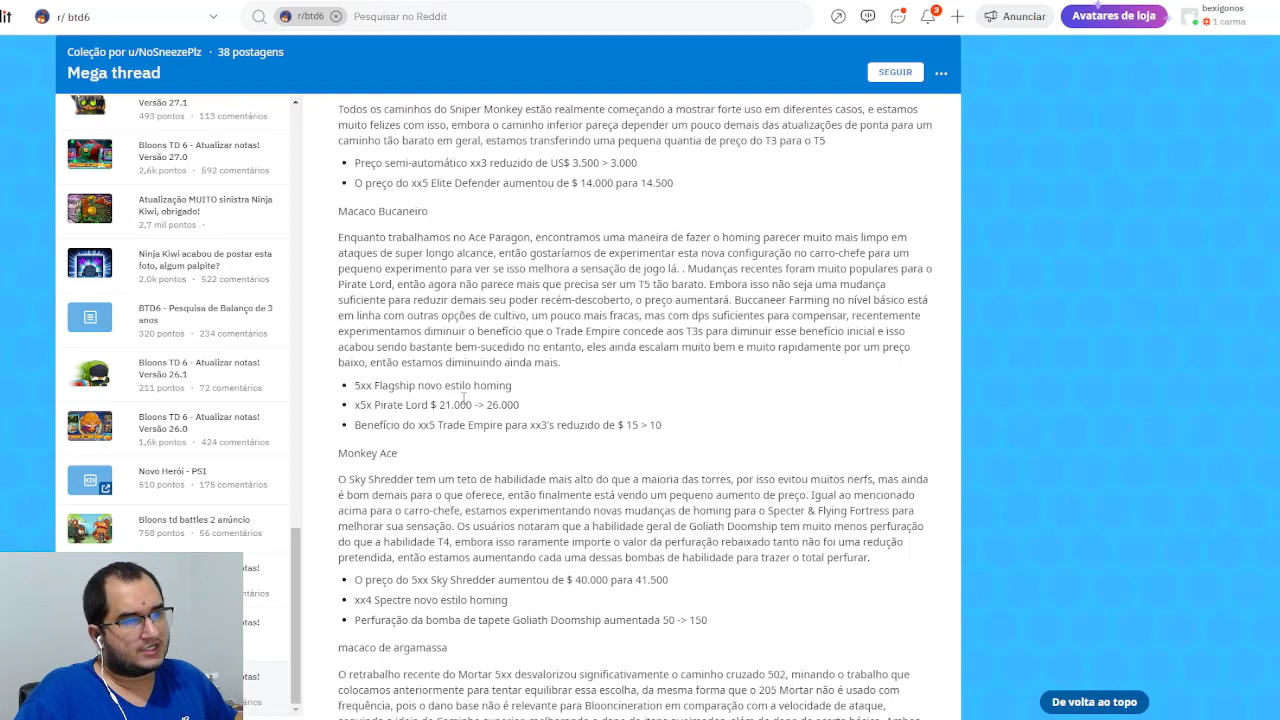 it
r/ btd6
r/btd6
Pesquisar no Reddit
3
Anunciar
Avatares de loja
bexigonos
1 carma
Coleção por u/NoSneezePlz · 38 postagens
Mega thread
SEGUIR
Versão 27.1
493 pontos · 113 comentários
Bloons TD 6 - Atualizar notas!
Versão 27.0
2,6k pontos · 592 comentários
Atualização MUITO sinistra Ninja
Kiwi, obrigado!
2,7 mil pontos ·
Ninja Kiwi acabou de postar esta
foto, algum palpite?
2.0k pontos · 522 comentários
BTD6 - Pesquisa de Balanço de 3
anos
320 pontos · 234 comentários
Bloons TD 6 - Atualizar notas!
Versão 26.1
211 pontos · 72 comentários
Bloons TD 6 - Atualizar notas!
Versão 26.0
1,6k pontos · 424 comentários
Novo Herói - PSI
510 pontos · 175 comentários
Bloons td battles 2 anúncio
758 pontos · 56 comentários
tas!
ntários
tas!
ntários
tas!
ntários
Todos os caminhos do Sniper Monkey estão realmente começando a mostrar forte uso em diferentes casos, e estamos
muito felizes com isso, embora o caminho inferior pareça depender um pouco demais das atualizações de ponta para um
caminho tão barato em geral, estamos transferindo uma pequena quantia de preço do T3 para o T5
• Preço semi-automático xx3 reduzido de US$ 3.500 > 3.000
• O preço do xx5 Elite Defender aumentou de $ 14.000 para 14.500
Macaco Bucaneiro
Enquanto trabalhamos no Ace Paragon, encontramos uma maneira de fazer o homing parecer muito mais limpo em
ataques de super longo alcance, então gostaríamos de experimentar esta nova configuração no carro-chefe para um
pequeno experimento para ver se isso melhora a sensação de jogo lá. . Mudanças recentes foram muito populares para o
Pirate Lord, então agora não parece mais que precisa ser um T5 tão barato. Embora isso não seja uma mudança
suficiente para reduzir demais seu poder recém-descoberto, o preço aumentará. Buccaneer Farming no nível básico está
em linha com outras opções de cultivo, um pouco mais fracas, mas com dps suficientes para compensar, recentemente
experimentamos diminuir o benefício que o Trade Empire concede aos T3s para diminuir esse benefício inicial e isso
acabou sendo bastante bem-sucedido no entanto, eles ainda escalam muito bem e muito rapidamente por um preço
baixo, então estamos diminuindo ainda mais.
• 5xx Flagship novo estilo homing
• x5x Pirate Lord $ 21.000 -> 26.000
• Benefício do xx5 Trade Empire para xx3's reduzido de $ 15 > 10
Monkey Ace
O Sky Shredder tem um teto de habilidade mais alto do que a maioria das torres, por isso evitou muitos nerfs, mas ainda
é bom demais para o que oferece, então finalmente está vendo um pequeno aumento de preço. Igual ao mencionado
acima para o carro-chefe, estamos experimentando novas mudanças de homing para o Specter & Flying Fortress para
melhorar sua sensação. Os usuários notaram que a habilidade geral de Goliath Doomship tem muito menos perfuração
do que a habilidade T4, embora isso raramente importe o valor da perfuração rebaixado tanto não foi uma redução
pretendida, então estamos aumentando cada uma dessas bombas de habilidade para trazer o total perfurar.
• O preço do 5xx Sky Shredder aumentou de $ 40.000 para 41.500
• xx4 Spectre novo estilo homing
• Perfuração da bomba de tapete Goliath Doomship aumentada 50 -> 150
macaco de argamassa
O retrabalho recente do Mortar 5xx desvalorizou significativamente o caminho cruzado 502, minando o trabalho que
colocamos anteriormente para tentar equilibrar essa escolha, da mesma forma que o 205 Mortar não é usado com
frequência, pois o dano base não é relevante para Blooncineration em comparação com a velocidade de ataque,
De volta ao topo